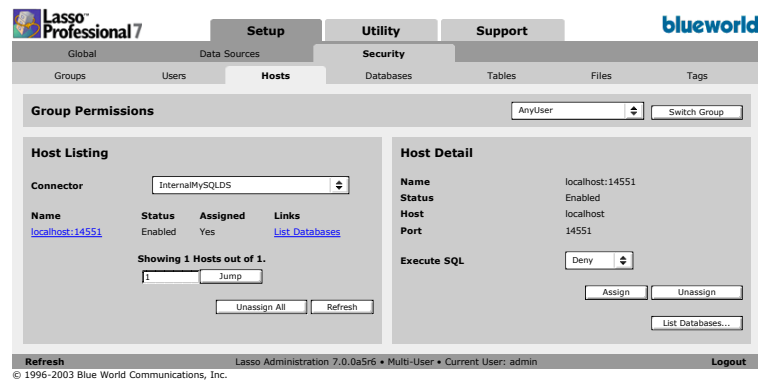 Lasso™
Professional 7
Setup Utility Support
blueworld
Global Data Sources Security
Groups Users Hosts Databases Tables Files Tags
Group Permissions
AnyUser Switch Group
Host Listing
Connector InternalMySQLDS
Name Status Assigned Links
localhost:14551 Enabled Yes List Databases
Showing 1 Hosts out of 1.
1 Jump
Unassign All Refresh
Host Detail
Name localhost:14551
Status Enabled
Host localhost
Port 14551
Execute SQL Deny
Assign Unassign
List Databases...
Refresh Lasso Administration 7.0.0a5r6 • Multi-User • Current User: admin Logout
© 1996-2003 Blue World Communications, Inc.